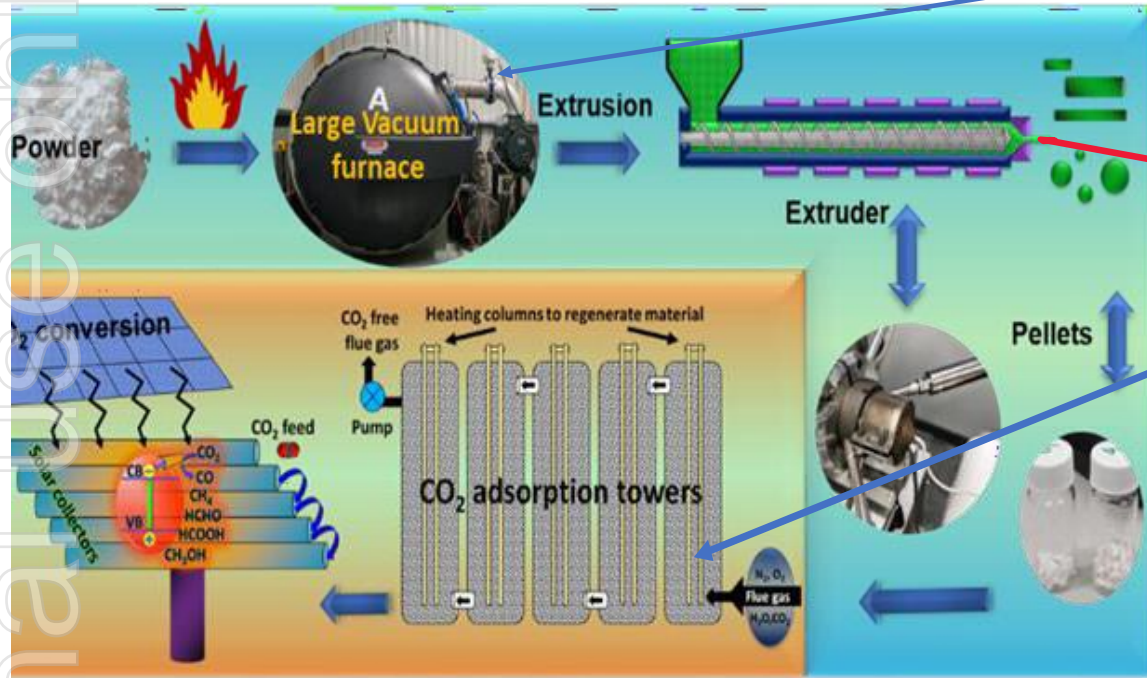 Powder
A
Large Vacuum
furnace
Extrusion
Extruder
Pellets
₂ conversion
CO₂ free
flue gas
Pump
Heating columns to regenerate material
CO₂ feed
Solar collectors
CB
VB
CO₂
CO
CH₄
HCHO
HCOOH
CH₃OH
CO₂ adsorption towers
N₂, O₂
Flue gas
H₂O/CO₂